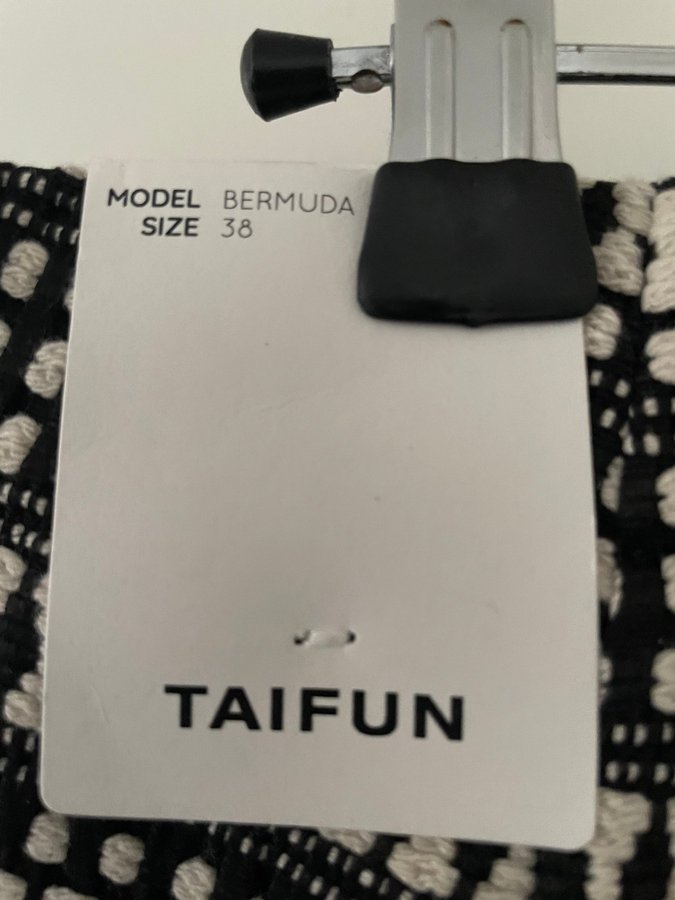 MODEL BERMUDA
SIZE 38
TAIFUN